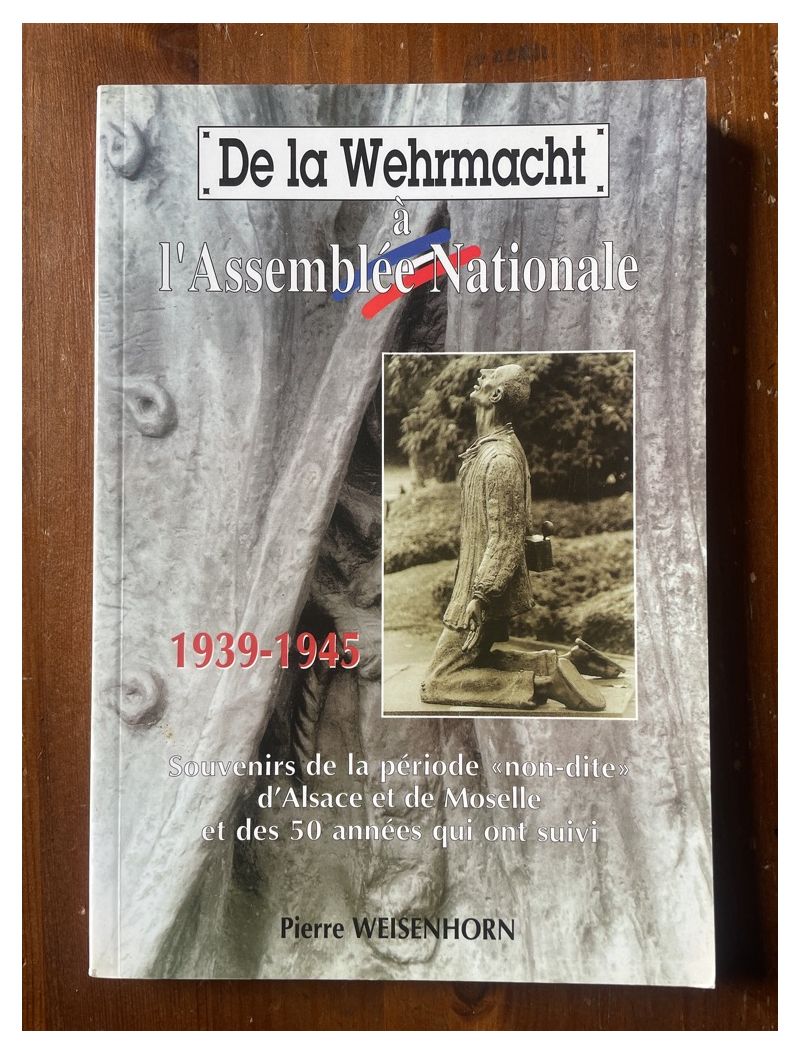 De la Wehrmacht
à
l'Assemblée Nationale
1939-1945
Souvenirs de la période «non-dite»
d'Alsace et de Moselle
et des 50 années qui ont suivi
Pierre WEISENHORN